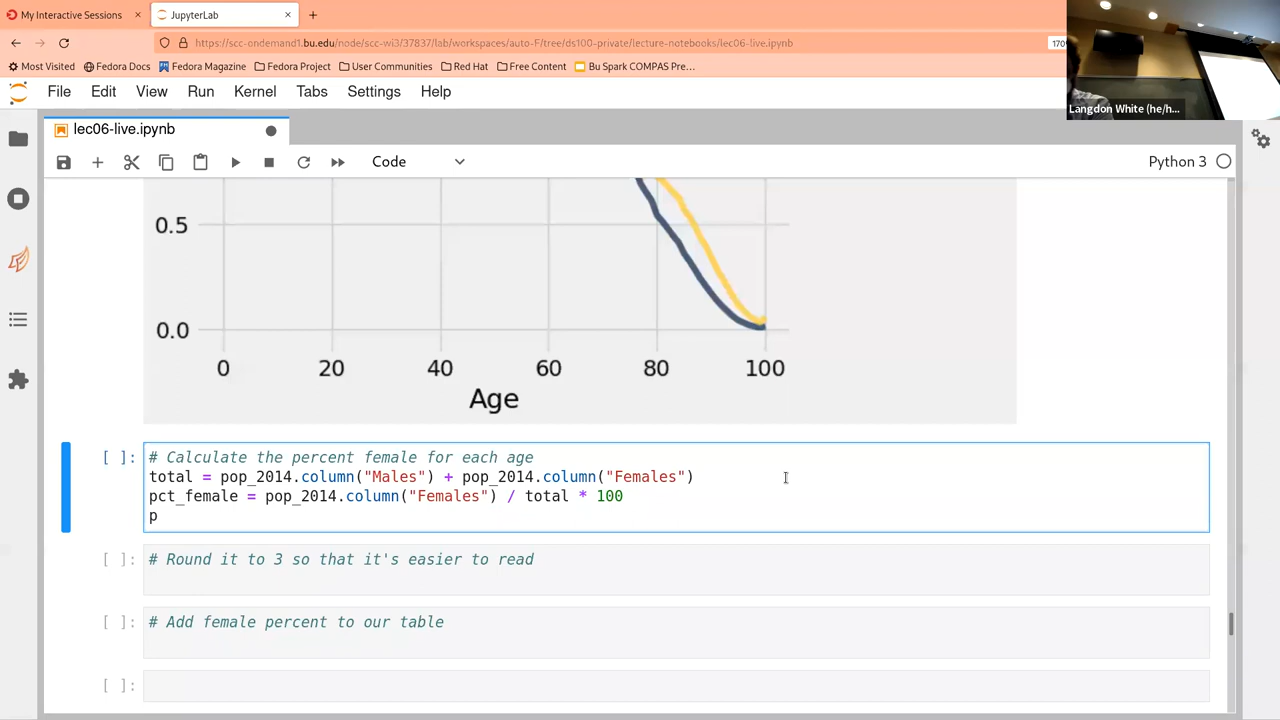 My Interactive Sessions
JupyterLab
https://scc-ondemand1.bu.edu/node/scc-wi3/37837/lab/workspaces/auto-F/tree/ds100-private/lecture-notebooks/lec06-live.ipynb
170%
Most Visited
Fedora Docs
Fedora Magazine
Fedora Project
User Communities
Red Hat
Free Content
Bu Spark COMPAS Pre…
Langdon White (he/h...
File Edit View Run Kernel Tabs Settings Help
lec06-live.ipynb
Code
Python 3
0.5
0.0
0 20 40 60 80 100
Age
[ ]:
# Calculate the percent female for each age
total = pop_2014.column("Males") + pop_2014.column("Females")
pct_female = pop_2014.column("Females") / total * 100
p
[ ]:
# Round it to 3 so that it's easier to read
[ ]:
# Add female percent to our table
[ ]: